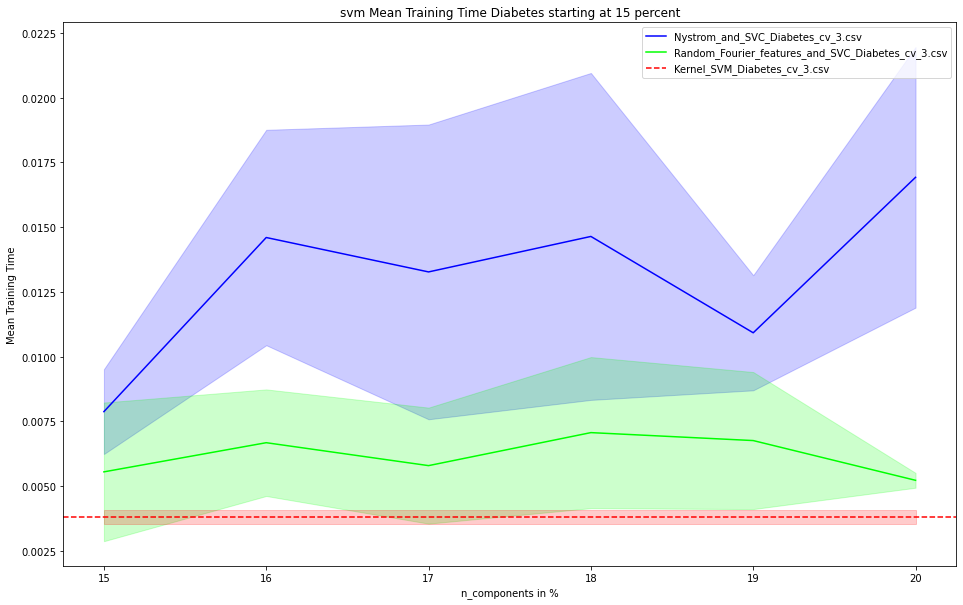 svm Mean Training Time Diabetes starting at 15 percent
Nystrom_and_SVC_Diabetes_cv_3.csv
Random_Fourier_features_and_SVC_Diabetes_cv_3.csv
Kernel_SVM_Diabetes_cv_3.csv
Mean Training Time
0.0225
0.0200
0.0175
0.0150
0.0125
0.0100
0.0075
0.0050
0.0025
15 16 17 18 19 20
n_components in %